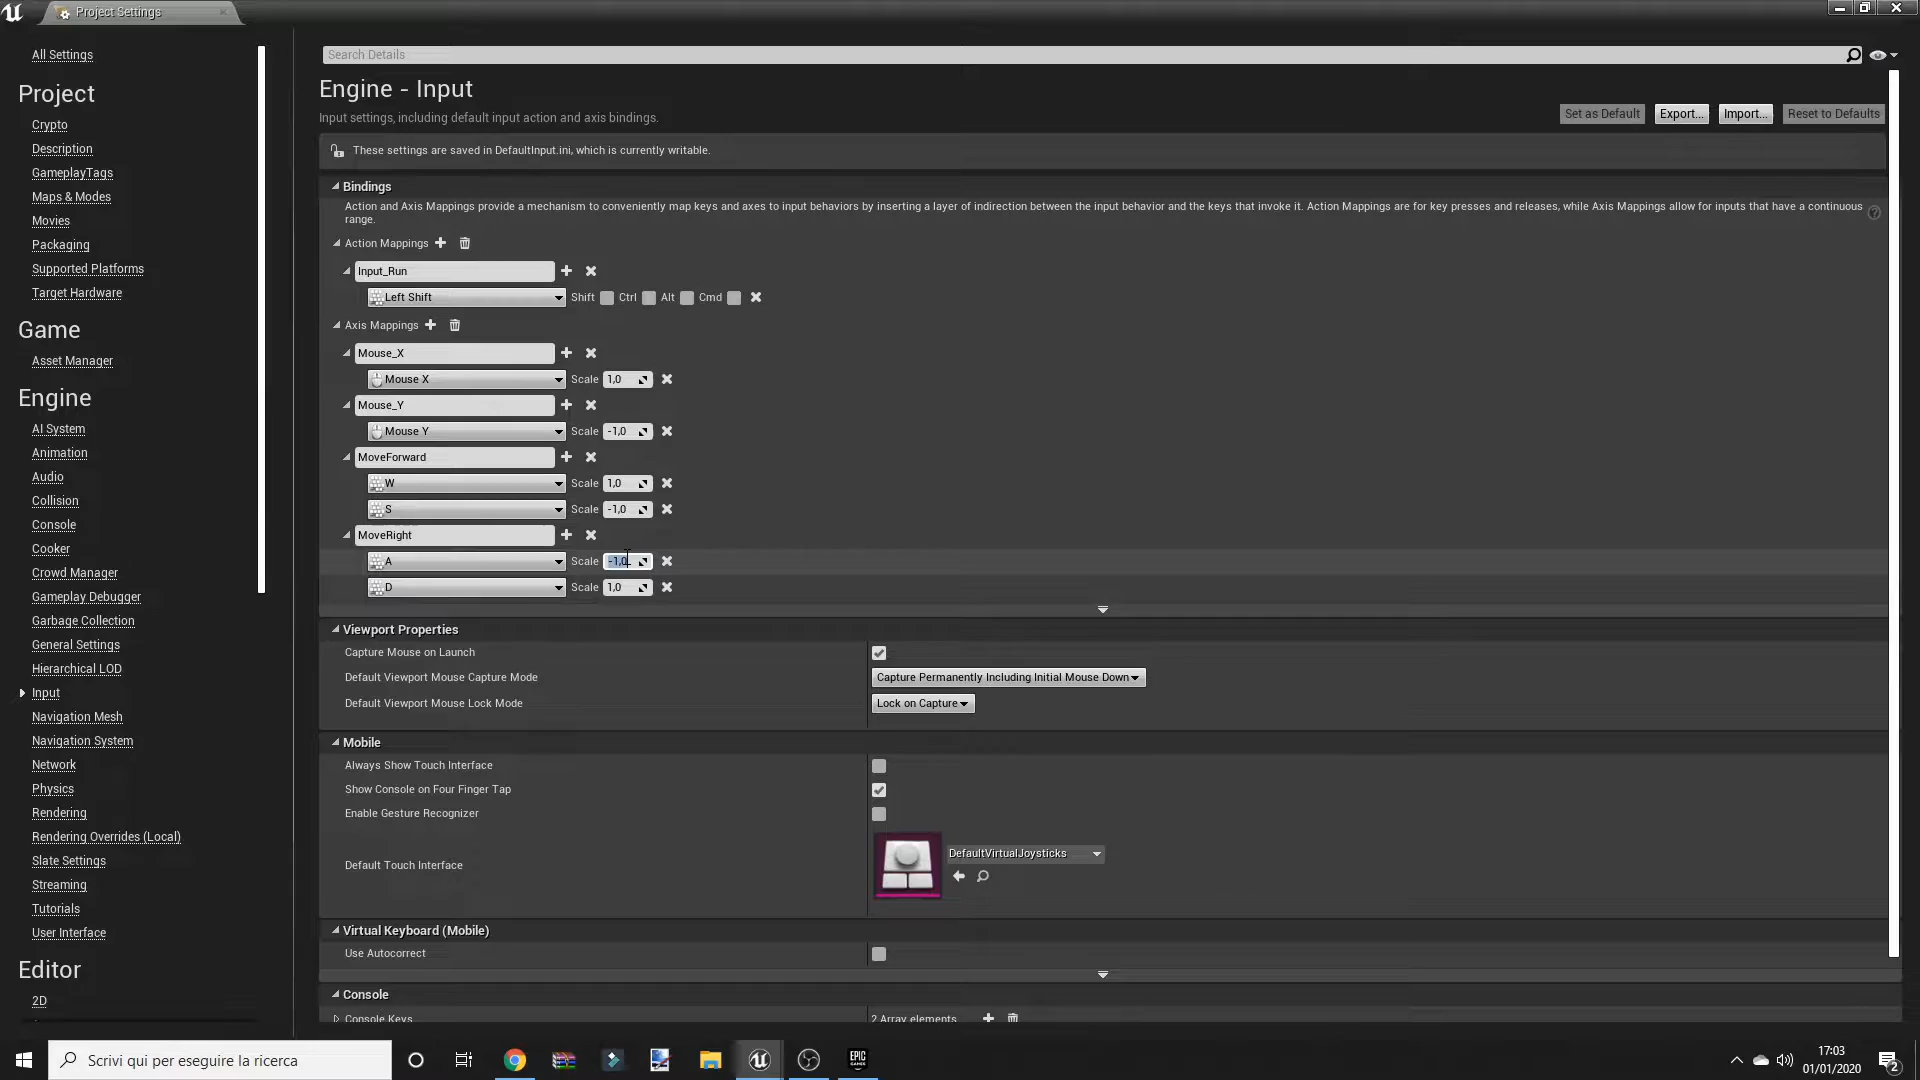 Project Settings
All Settings
Project
Crypto
Description
GameplayTags
Maps & Modes
Movies
Packaging
Supported Platforms
Target Hardware
Game
Asset Manager
Engine
AI System
Animation
Audio
Collision
Console
Cooker
Crowd Manager
Gameplay Debugger
Garbage Collection
General Settings
Hierarchical LOD
Input
Navigation Mesh
Navigation System
Network
Physics
Rendering
Rendering Overrides (Local)
Slate Settings
Streaming
Tutorials
User Interface
Editor
2D
Search Details
Engine - Input
Input settings, including default input action and axis bindings.
Set as Default Export... Import... Reset to Defaults
These settings are saved in DefaultInput.ini, which is currently writable.
Bindings
Action and Axis Mappings provide a mechanism to conveniently map keys and axes to input behaviors by inserting a layer of indirection between the input behavior and the keys that invoke it. Action Mappings are for key presses and releases, while Axis Mappings allow for inputs that have a continuous
range.
Action Mappings
Input_Run
Left Shift Shift Ctrl Alt Cmd
Axis Mappings
Mouse_X
Mouse X Scale 1,0
Mouse_Y
Mouse Y Scale -1,0
MoveForward
W Scale 1,0
S Scale -1,0
MoveRight
A Scale -1,0
D Scale 1,0
Viewport Properties
Capture Mouse on Launch
Default Viewport Mouse Capture Mode Capture Permanently Including Initial Mouse Down
Default Viewport Mouse Lock Mode Lock on Capture
Mobile
Always Show Touch Interface
Show Console on Four Finger Tap
Enable Gesture Recognizer
Default Touch Interface DefaultVirtualJoysticks
Virtual Keyboard (Mobile)
Use Autocorrect
Console
Console Keys 2 Array elements
Scrivi qui per eseguire la ricerca
EPIC
GAMES
17:03
01/01/2020
2